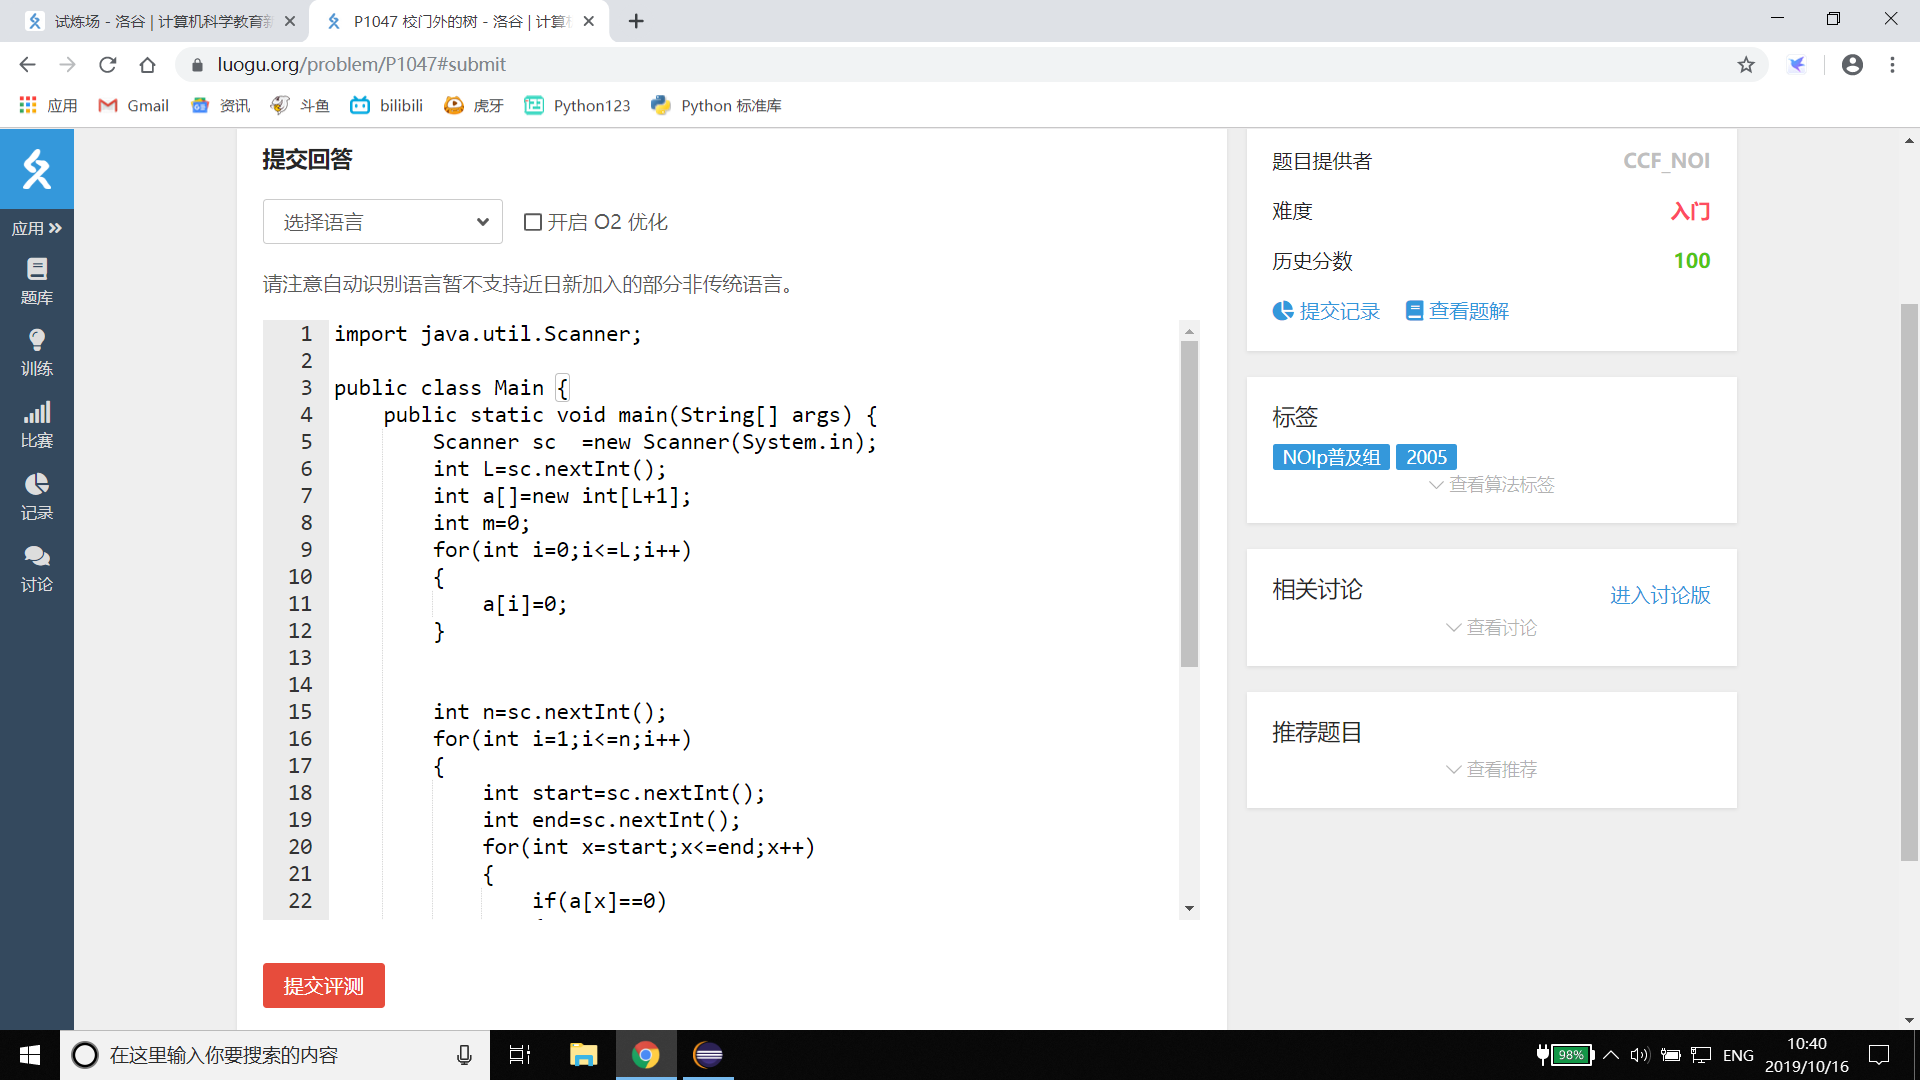 试炼场 - 洛谷 | 计算机科学教育新
P1047 校门外的树 - 洛谷 | 计算机
luogu.org/problem/P1047#submit
应用
Gmail
资讯
斗鱼
bilibili
虎牙
Python123
Python 标准库
应用
题库
训练
比赛
记录
讨论
提交回答
选择语言
开启 O2 优化
请注意自动识别语言暂不支持近日新加入的部分非传统语言。
1 import java.util.Scanner;
2
3 public class Main {
4     public static void main(String[] args) {
5         Scanner sc  =new Scanner(System.in);
6         int L=sc.nextInt();
7         int a[]=new int[L+1];
8         int m=0;
9         for(int i=0;i<=L;i++)
10         {
11             a[i]=0;
12         }
13
14
15         int n=sc.nextInt();
16         for(int i=1;i<=n;i++)
17         {
18             int start=sc.nextInt();
19             int end=sc.nextInt();
20             for(int x=start;x<=end;x++)
21             {
22                 if(a[x]==0)
提交评测
题目提供者 CCF_NOI
难度 入门
历史分数 100
提交记录 查看题解
标签
NOIp普及组 2005
查看算法标签
相关讨论 进入讨论版
查看讨论
推荐题目
查看推荐
在这里输入你要搜索的内容
98%
ENG
10:40
2019/10/16